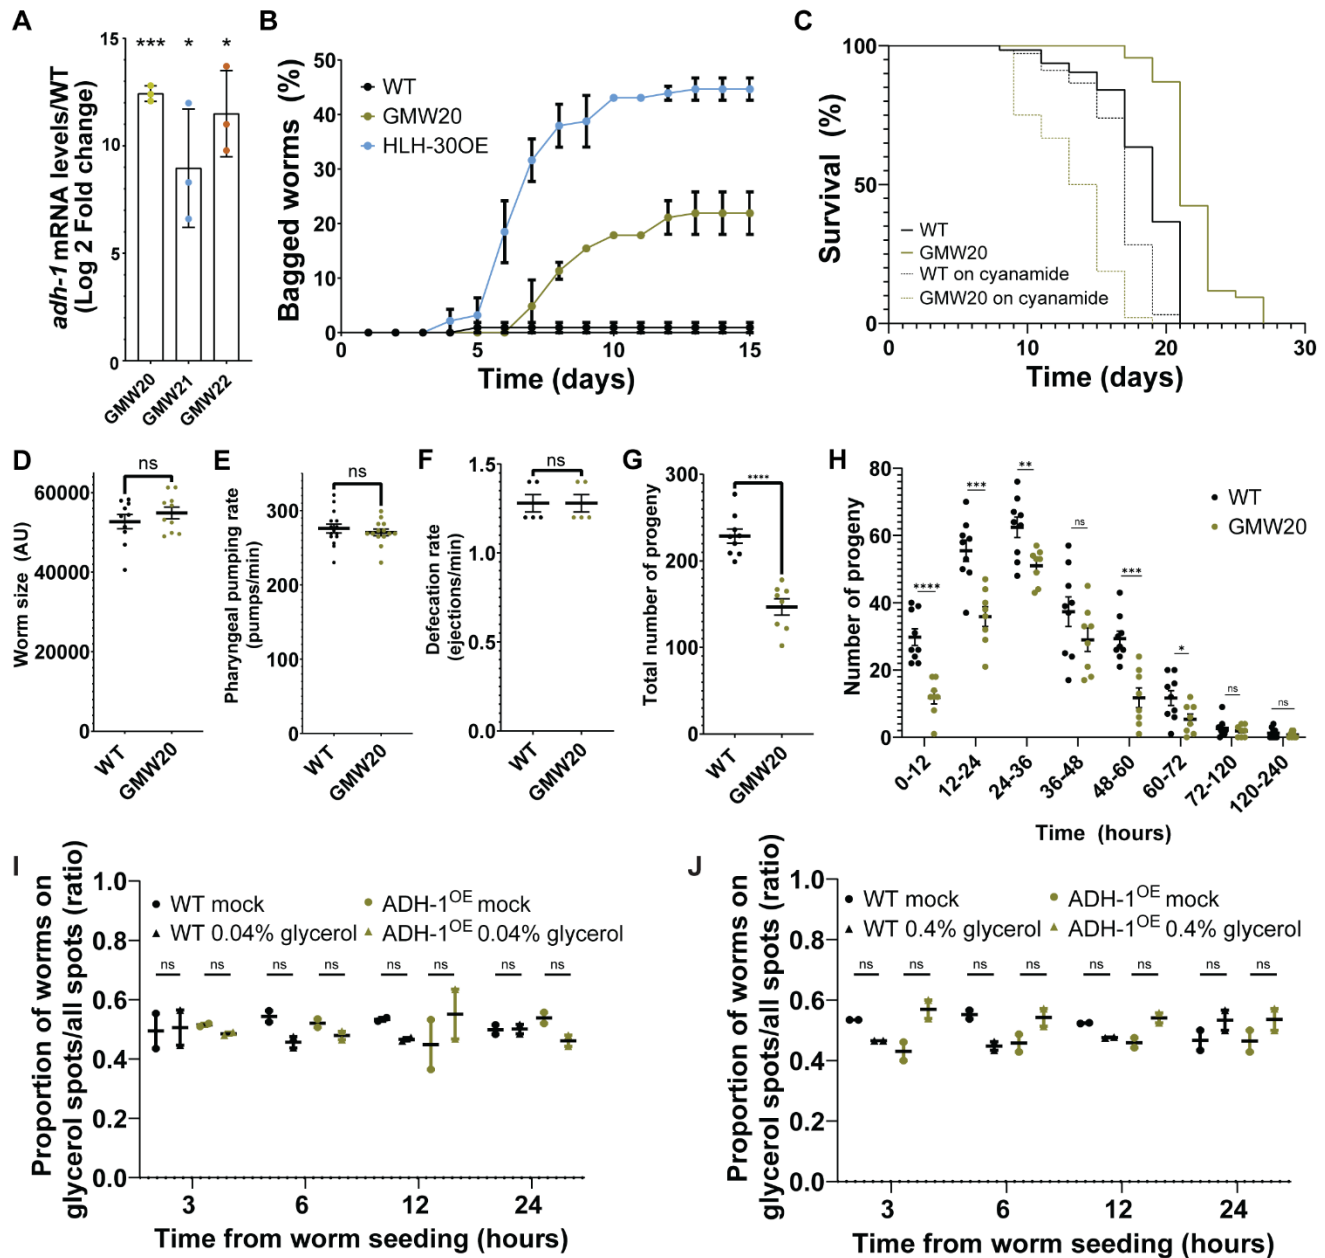 A
*** * *
adh-1 mRNA levels/WT
(Log 2 Fold change)
15
10
5
0
GMW20
GMW21
GMW22
B
Bagged worms (%)
50
40
30
20
10
0
WT
GMW20
HLH-30OE
0 5 10 15
Time (days)
C
Survival (%)
100
50
0
WT
GMW20
WT on cyanamide
GMW20 on cyanamide
0 10 20 30
Time (days)
D
ns
Worm size (AU)
60000
40000
20000
0
WT
GMW20
E
ns
Pharyngeal pumping rate
(pumps/min)
300
200
100
0
WT
GMW20
F
ns
Defecation rate
(ejections/min)
1.5
1.0
0.5
0.0
WT
GMW20
G
****
Total number of progeny
300
200
100
0
WT
GMW20
H
Number of progeny
80
60
40
20
0
**** *** ** ns *** * ns ns
WT
GMW20
0-12
12-24
24-36
36-48
48-60
60-72
72-120
120-240
Time (hours)
I
Proportion of worms on
glycerol spots/all spots (ratio)
1.0
0.8
0.6
0.4
0.2
0.0
WT mock
ADH-1OE mock
WT 0.04% glycerol
ADH-1OE 0.04% glycerol
ns ns ns ns ns ns ns ns
3 6 12 24
Time from worm seeding (hours)
J
Proportion of worms on
glycerol spots/all spots (ratio)
1.0
0.8
0.6
0.4
0.2
0.0
WT mock
ADH-1OE mock
WT 0.4% glycerol
ADH-1OE 0.4% glycerol
ns ns ns ns ns ns ns ns
3 6 12 24
Time from worm seeding (hours)